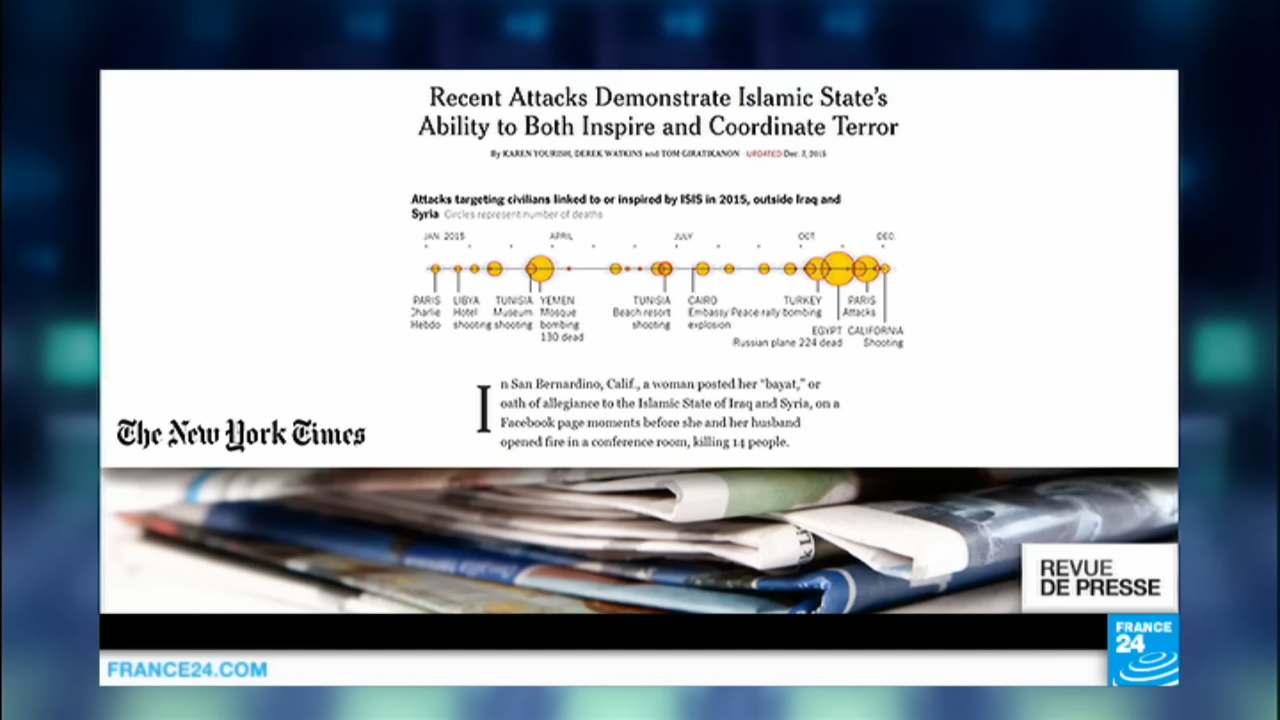 Recent Attacks Demonstrate Islamic State's
Ability to Both Inspire and Coordinate Terror
By KAREN YOURISH, DEREK WATKINS and TOM GIRATIKANON UPDATED Dec. 7, 2015
Attacks targeting civilians linked to or inspired by ISIS in 2015, outside Iraq and
Syria Circles represent number of deaths
JAN. 2015 APRIL JULY OCT. DEC.
PARIS LIBYA TUNISIA YEMEN TUNISIA CAIRO TURKEY PARIS
Charlie Hotel Museum Mosque Beach resort Embassy Peace rally bombing Attacks
Hebdo shooting shooting bombing shooting explosion EGYPT CALIFORNIA
130 dead Russian plane 224 dead Shooting
In San Bernardino, Calif., a woman posted her "bayat," or
oath of allegiance to the Islamic State of Iraq and Syria, on a
Facebook page moments before she and her husband
opened fire in a conference room, killing 14 people.
The New York Times
REVUE
DE PRESSE
FRANCE
24
FRANCE24.COM